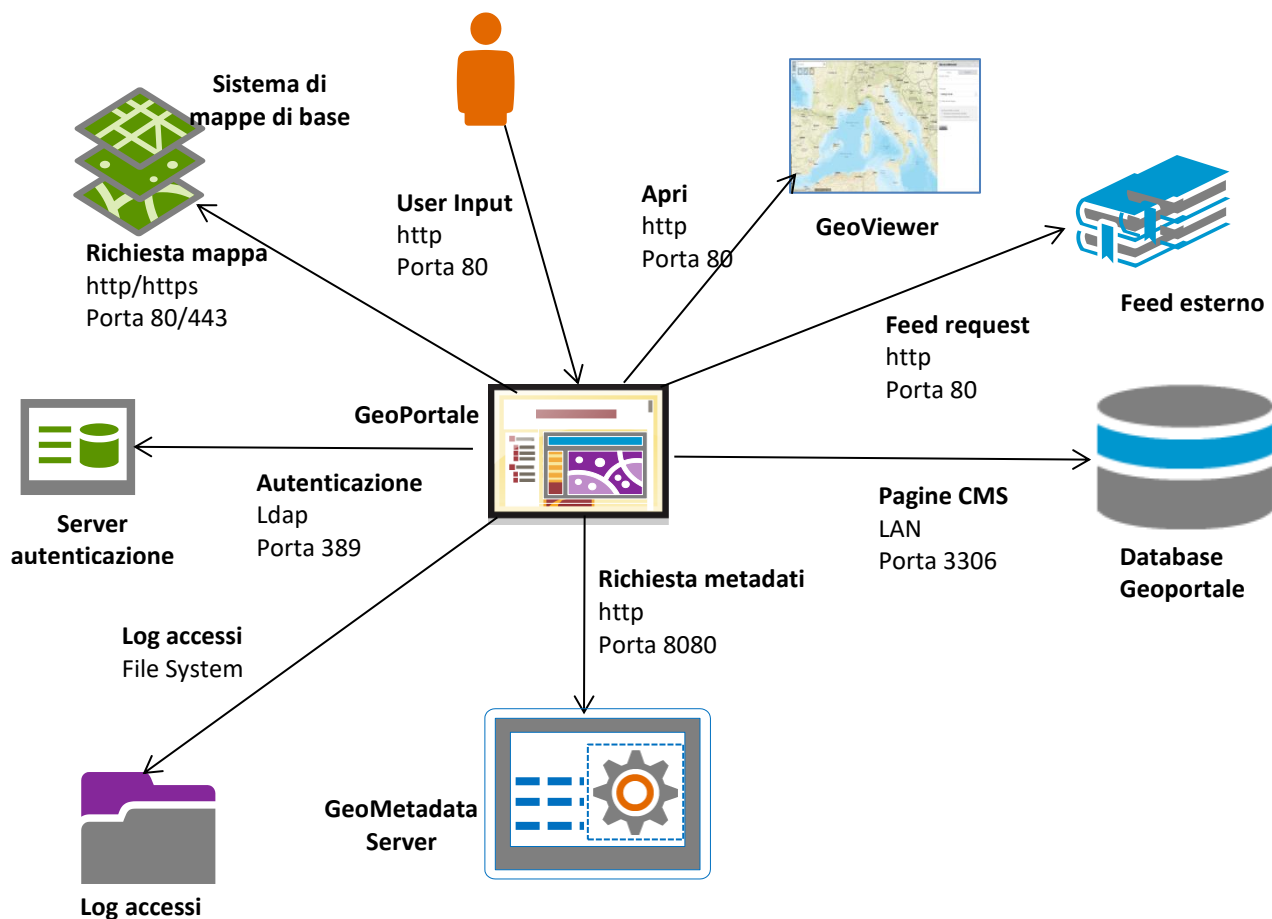 Sistema di
mappe di base
Richiesta mappa
http/https
Porta 80/443
User Input
http
Porta 80
Apri
http
Porta 80
GeoViewer
Feed request
http
Porta 80
Feed esterno
GeoPortale
Autenticazione
Ldap
Porta 389
Server
autenticazione
Pagine CMS
LAN
Porta 3306
Database
Geoportale
Richiesta metadati
http
Porta 8080
Log accessi
File System
GeoMetadata
Server
Log accessi